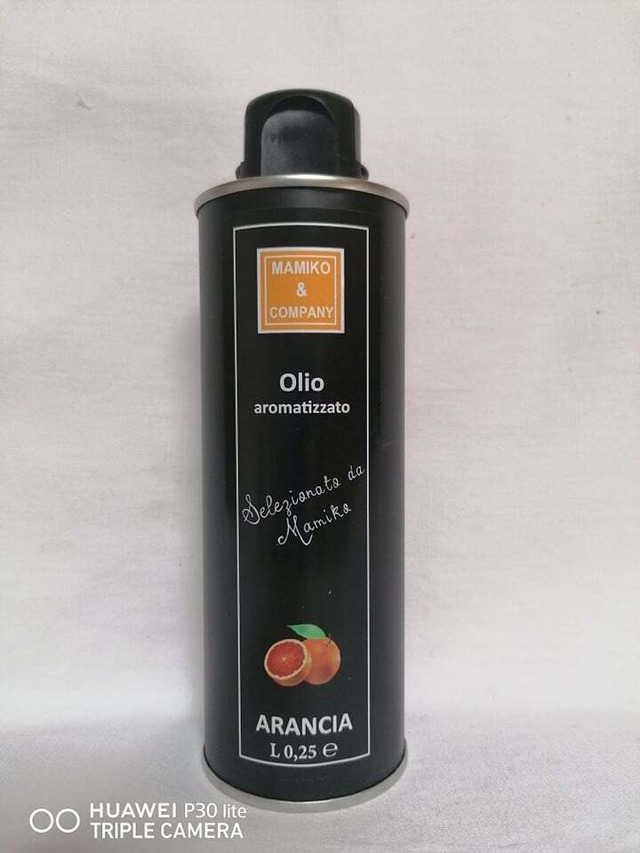 MAMIKO
&
COMPANY
Olio
aromatizzato
Selezionato da
Mamiko
ARANCIA
L 0,25 ℮
HUAWEI P30 lite
TRIPLE CAMERA